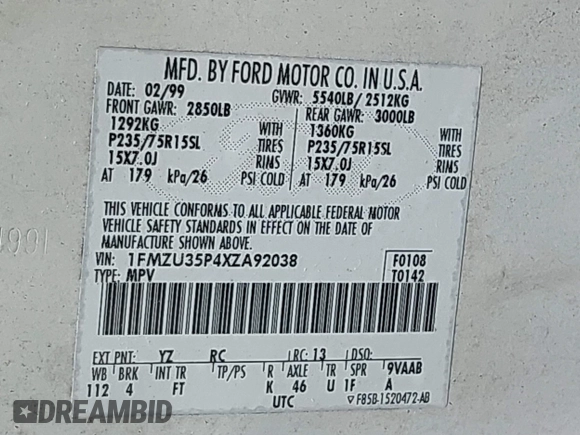 MFD. BY FORD MOTOR CO. IN U.S.A.
DATE: 02/99 GVWR: 5540LB/ 2512KG
FRONT GAWR: 2850LB REAR GAWR: 3000LB
1292KG WITH 1360KG WITH
P235/75R15SL TIRES P235/75R15SL TIRES
15X7.0J RIMS 15X7.0J RIMS
AT 179 kPa/26 PSI COLD AT 179 kPa/26 PSI COLD
THIS VEHICLE CONFORMS TO ALL APPLICABLE FEDERAL MOTOR
VEHICLE SAFETY STANDARDS IN EFFECT ON THE DATE OF
MANUFACTURE SHOWN ABOVE.
VIN: 1FMZU35P4XZA92038 F0108
TYPE: MPV T0142
EXT PNT: YZ RC RC: 13 DSO:
WB BRK INT TR TP/PS R AXLE TR SPR 9VAAB
112 4 FT K 46 U 1F A
UTC ▽ F85B-1520472-AB
DREAMBID